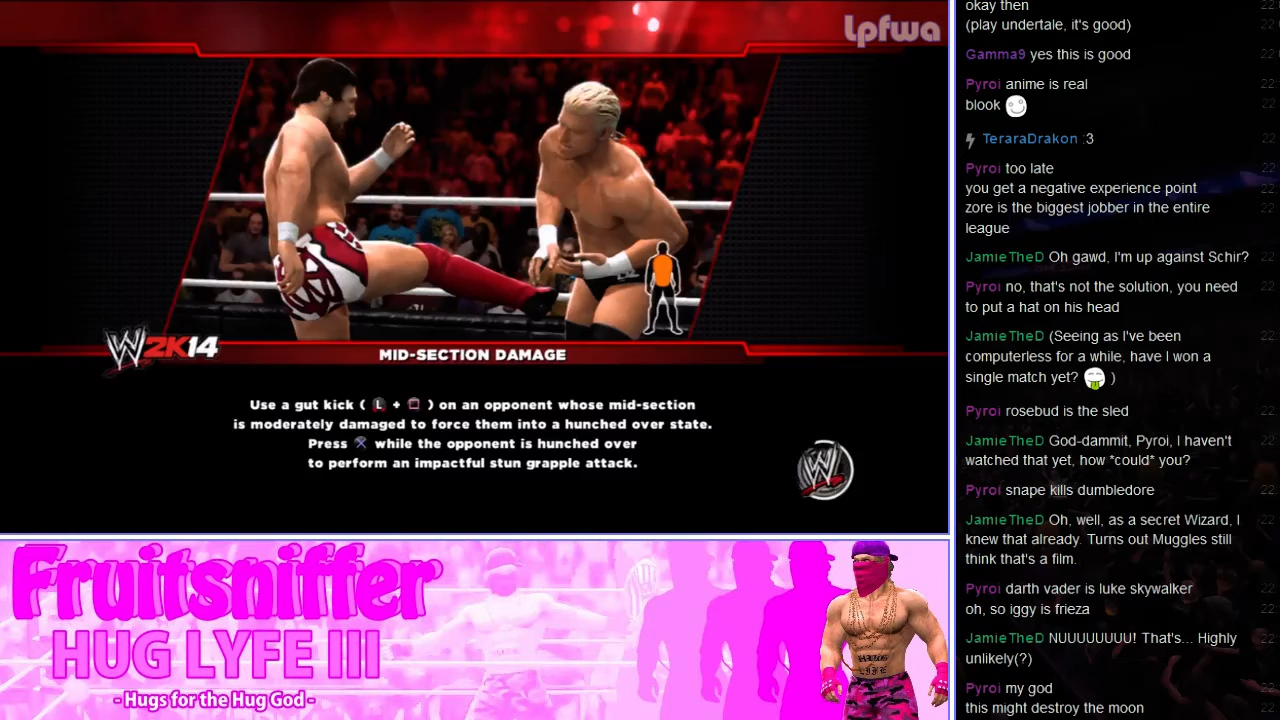 Lpfwa
W 2K14
MID-SECTION DAMAGE
Use a gut kick ( L + ) on an opponent whose mid-section
is moderately damaged to force them into a hunched over state.
Press while the opponent is hunched over
to perform an impactful stun grapple attack.
Fruitsniffer
HUG LYFE III
- Hugs for the Hug God -
HUG
LIFE
okay then
(play undertale, it's good)
Gamma9 yes this is good
Pyroi anime is real
blook
TeraraDrakon :3
Pyroi too late
you get a negative experience point
zore is the biggest jobber in the entire
league
JamieTheD Oh gawd, I'm up against Schir?
Pyroi no, that's not the solution, you need
to put a hat on his head
JamieTheD (Seeing as I've been
computerless for a while, have I won a
single match yet? )
Pyroi rosebud is the sled
JamieTheD God-dammit, Pyroi, I haven't
watched that yet, how *could* you?
Pyroi snape kills dumbledore
JamieTheD Oh, well, as a secret Wizard, I
knew that already. Turns out Muggles still
think that's a film.
Pyroi darth vader is luke skywalker
oh, so iggy is frieza
JamieTheD NUUUUUUUU! That's... Highly
unlikely(?)
Pyroi my god
this might destroy the moon